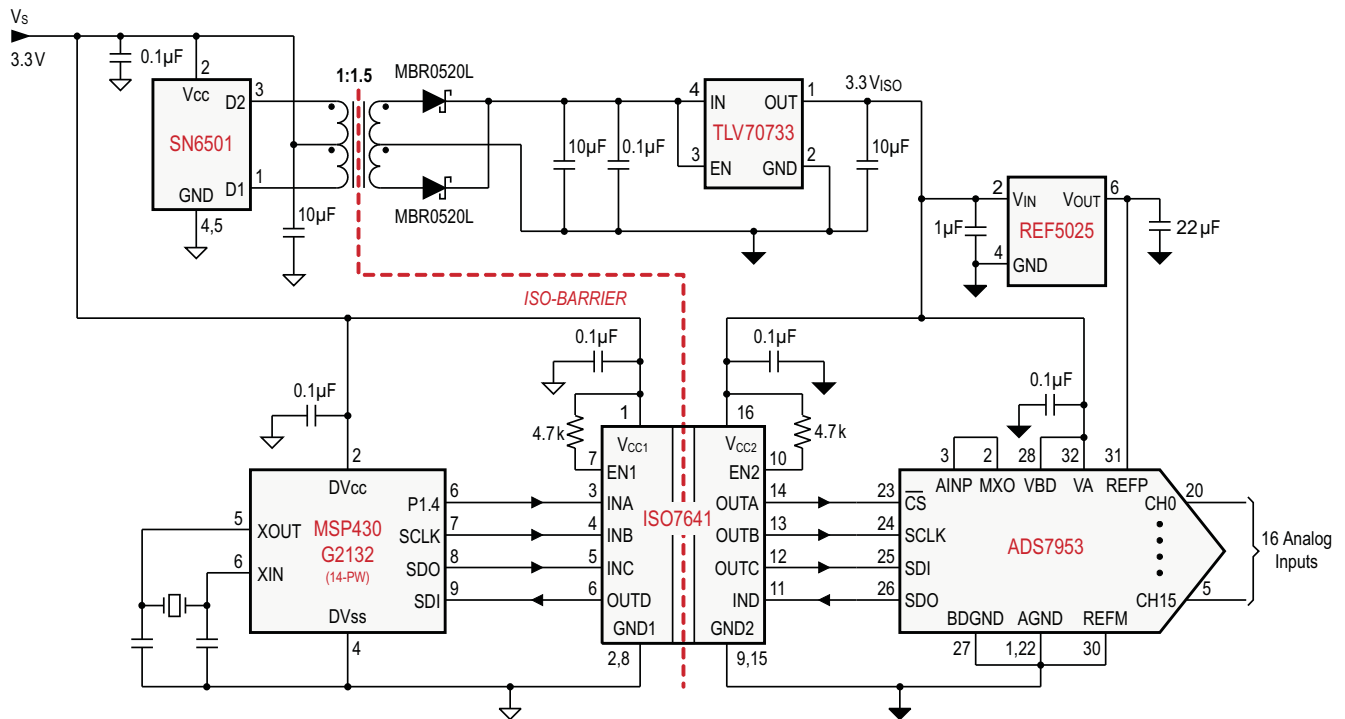 VS
3.3 V
0.1µF
2
Vcc
D2
3
SN6501
D1
1
GND
4,5
10µF
1:1.5
MBR0520L
MBR0520L
10µF
0.1µF
4
IN
OUT
1
TLV70733
3
EN
GND
2
3.3 VISO
10µF
2
VIN
VOUT
6
1µF
REF5025
22µF
4
GND
ISO-BARRIER
0.1µF
0.1µF
0.1µF
0.1µF
4.7k
1
16
4.7k
VCC1
VCC2
7
EN1
EN2
10
ISO7641
3
INA
OUTA
14
4
INB
OUTB
13
5
INC
OUTC
12
6
OUTD
IND
11
GND1
GND2
2,8
9,15
2
DVcc
5
XOUT
MSP430
G2132
(14-PW)
6
XIN
P1.4
6
SCLK
7
SDO
8
SDI
9
DVss
4
3
2
28
32
31
AINP
MXO
VBD
VA
REFP
23
CS
24
SCLK
25
SDI
26
SDO
ADS7953
CH0
20
CH15
5
16 Analog
Inputs
BDGND
AGND
REFM
27
1,22
30